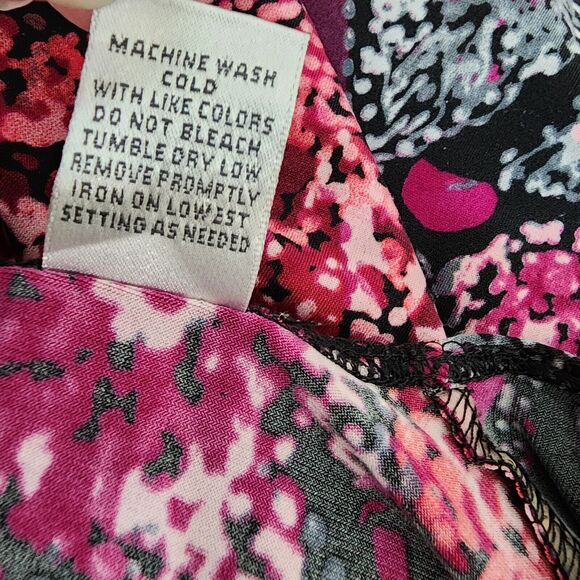 MACHINE WASH
COLD
WITH LIKE COLORS
DO NOT BLEACH
TUMBLE DRY LOW
REMOVE PROMPTLY
IRON ON LOWEST
SETTING AS NEEDED